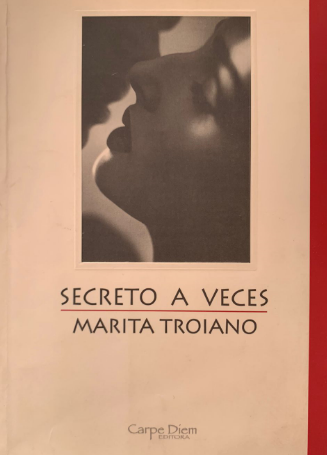 SECRETO A VECES
MARITA TROIANO
Carpe Diem
EDITORA